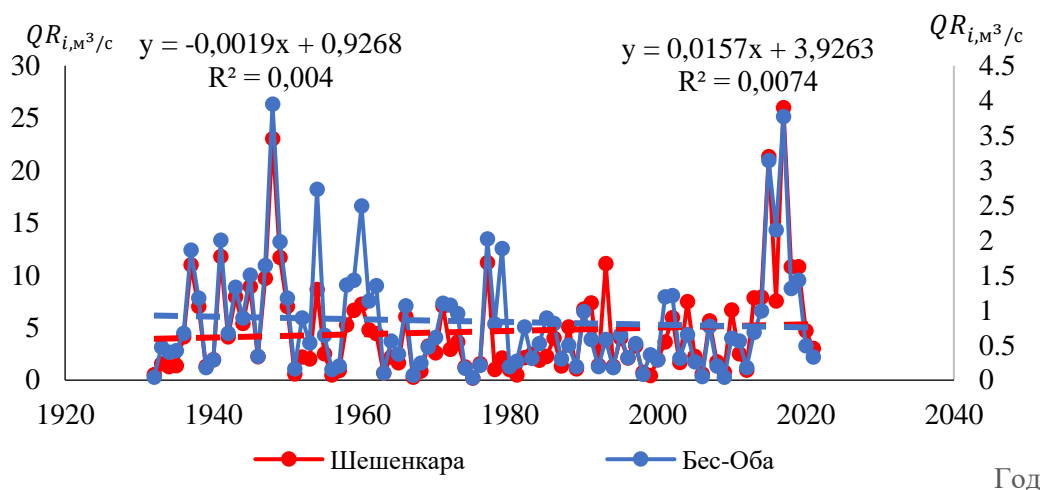 QRi,м³/с y = -0,0019x + 0,9268 y = 0,0157x + 3,9263 QRi,м³/с
R² = 0,004 R² = 0,0074
30 4.5
25 4
20 3.5
15 3
10 2.5
5 2
0 1.5
1
0.5
0
1920 1940 1960 1980 2000 2020 2040
Шешенкара Бес-Оба
Год